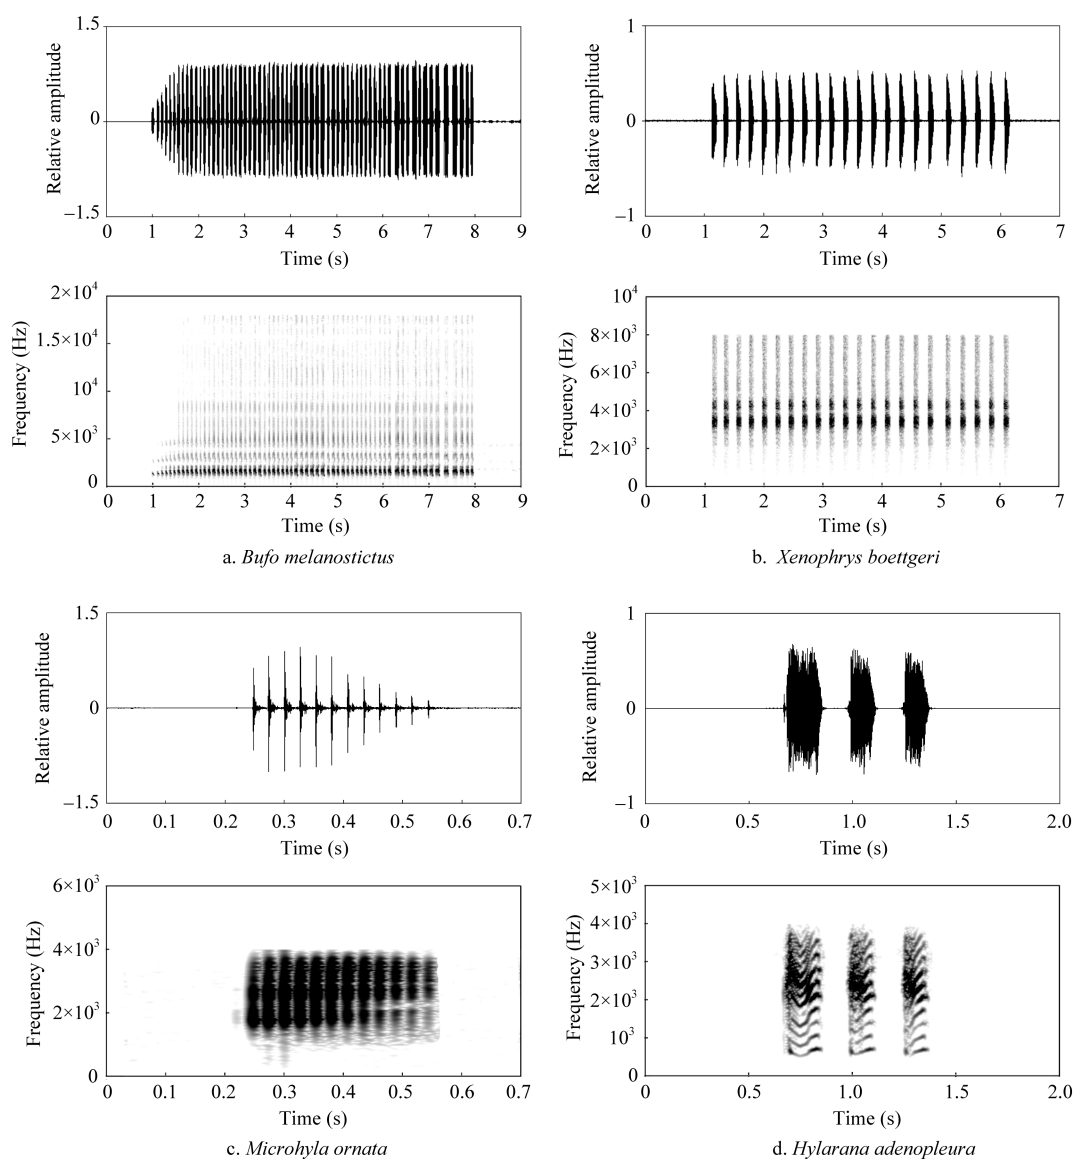 1.5
0
–1.5
Relative amplitude
0 1 2 3 4 5 6 7 8 9
Time (s)
1
0
–1
Relative amplitude
0 1 2 3 4 5 6 7
Time (s)
2×10⁴
1.5×10⁴
10⁴
5×10³
0
Frequency (Hz)
0 1 2 3 4 5 6 7 8 9
Time (s)
a. Bufo melanostictus
10⁴
8×10³
6×10³
4×10³
2×10³
0
Frequency (Hz)
0 1 2 3 4 5 6 7
Time (s)
b. Xenophrys boettgeri
1.5
0
–1.5
Relative amplitude
0 0.1 0.2 0.3 0.4 0.5 0.6 0.7
Time (s)
1
0
–1
Relative amplitude
0 0.5 1.0 1.5 2.0
Time (s)
6×10³
4×10³
2×10³
0
Frequency (Hz)
0 0.1 0.2 0.3 0.4 0.5 0.6 0.7
Time (s)
c. Microhyla ornata
5×10³
4×10³
3×10³
2×10³
10³
0
Frequency (Hz)
0 0.5 1.0 1.5 2.0
Time (s)
d. Hylarana adenopleura